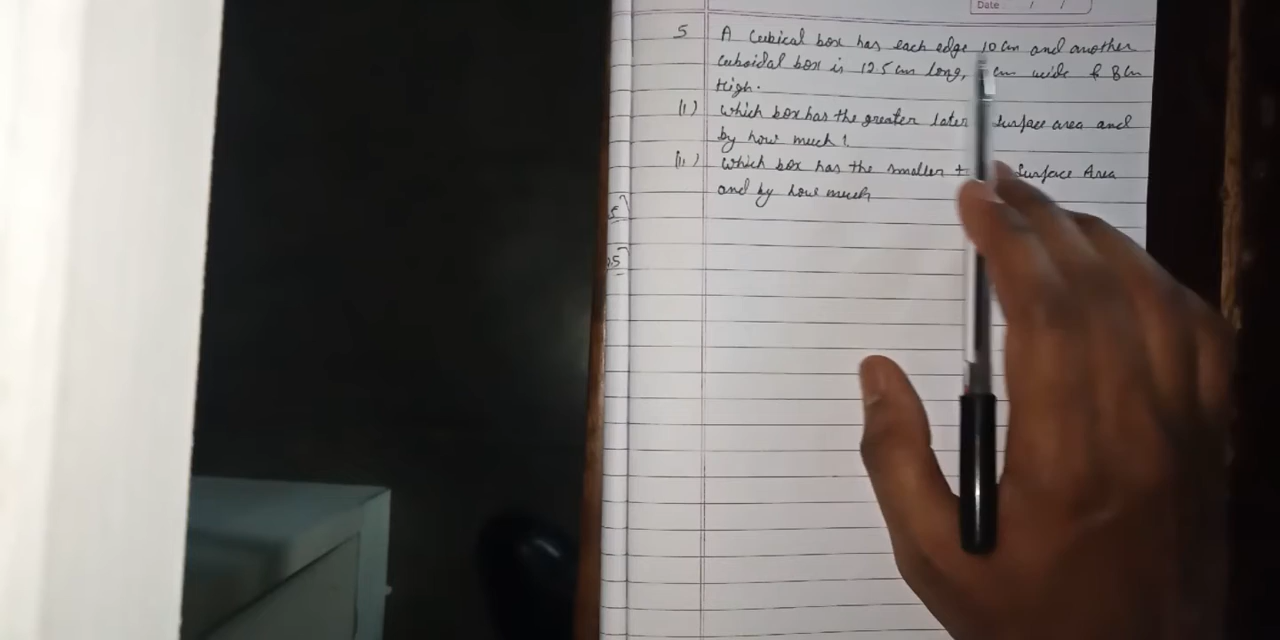 Date / /
5 A Cubical box has each edge 10 cm and another
Cuboidal box is 12.5 cm long, cm wide & 8 cm
High.
(i) which box has the greater later surface area and
by how much ?
(ii) which box has the smaller t Surface Area
and by how much
5